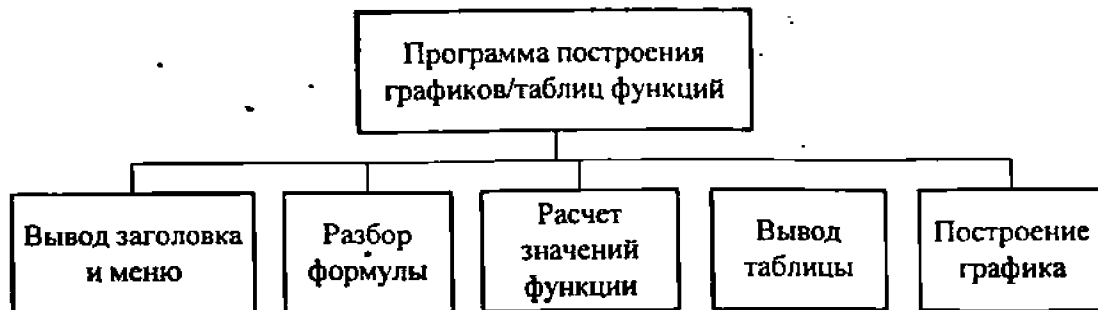 Программа построения
графиков/таблиц функций
Вывод заголовка
и меню
Разбор
формулы
Расчет
значений
функции
Вывод
таблицы
Построение
графика